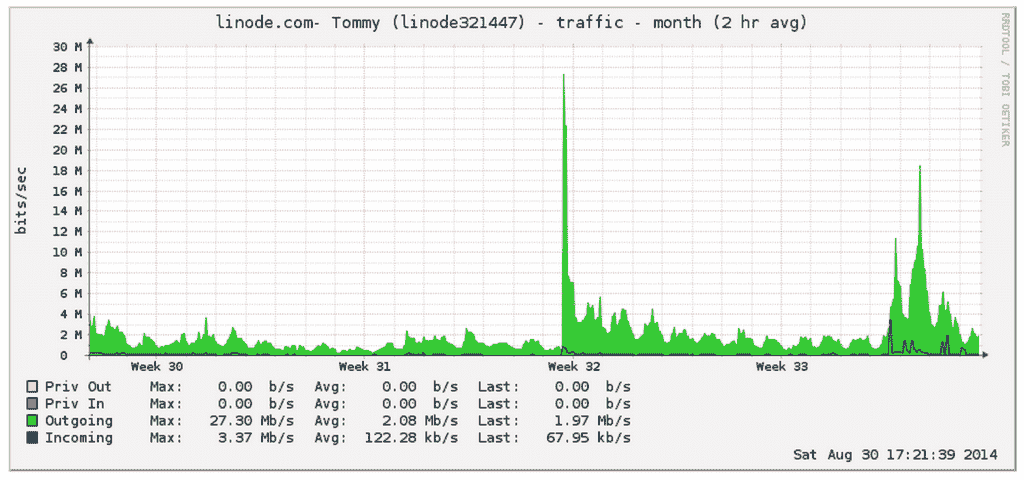 linode.com- Tommy (linode321447) - traffic - month (2 hr avg)
RRDTOOL / TOBI OETIKER
bits/sec
30 M
28 M
26 M
24 M
22 M
20 M
18 M
16 M
14 M
12 M
10 M
8 M
6 M
4 M
2 M
0
Week 30 Week 31 Week 32 Week 33
Priv Out Max: 0.00 b/s Avg: 0.00 b/s Last: 0.00 b/s
Priv In Max: 0.00 b/s Avg: 0.00 b/s Last: 0.00 b/s
Outgoing Max: 27.30 Mb/s Avg: 2.08 Mb/s Last: 1.97 Mb/s
Incoming Max: 3.37 Mb/s Avg: 122.28 kb/s Last: 67.95 kb/s
Sat Aug 30 17:21:39 2014